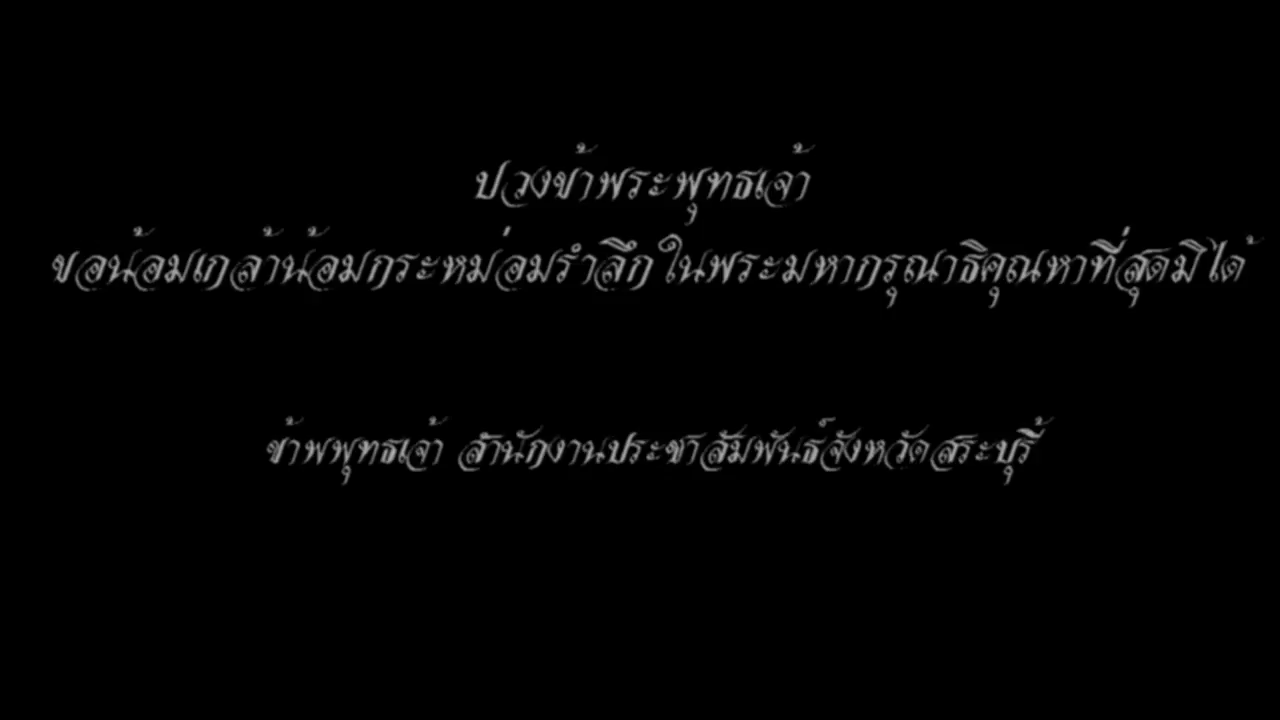 ปวงข้าพระพุทธเจ้า
ขอน้อมเกล้าน้อมกระหม่อมรำลึกในพระมหากรุณาธิคุณหาที่สุดมิได้
ข้าพพุทธเจ้า สำนักงานประชาสัมพันธ์จังหวัดสระบุรี้